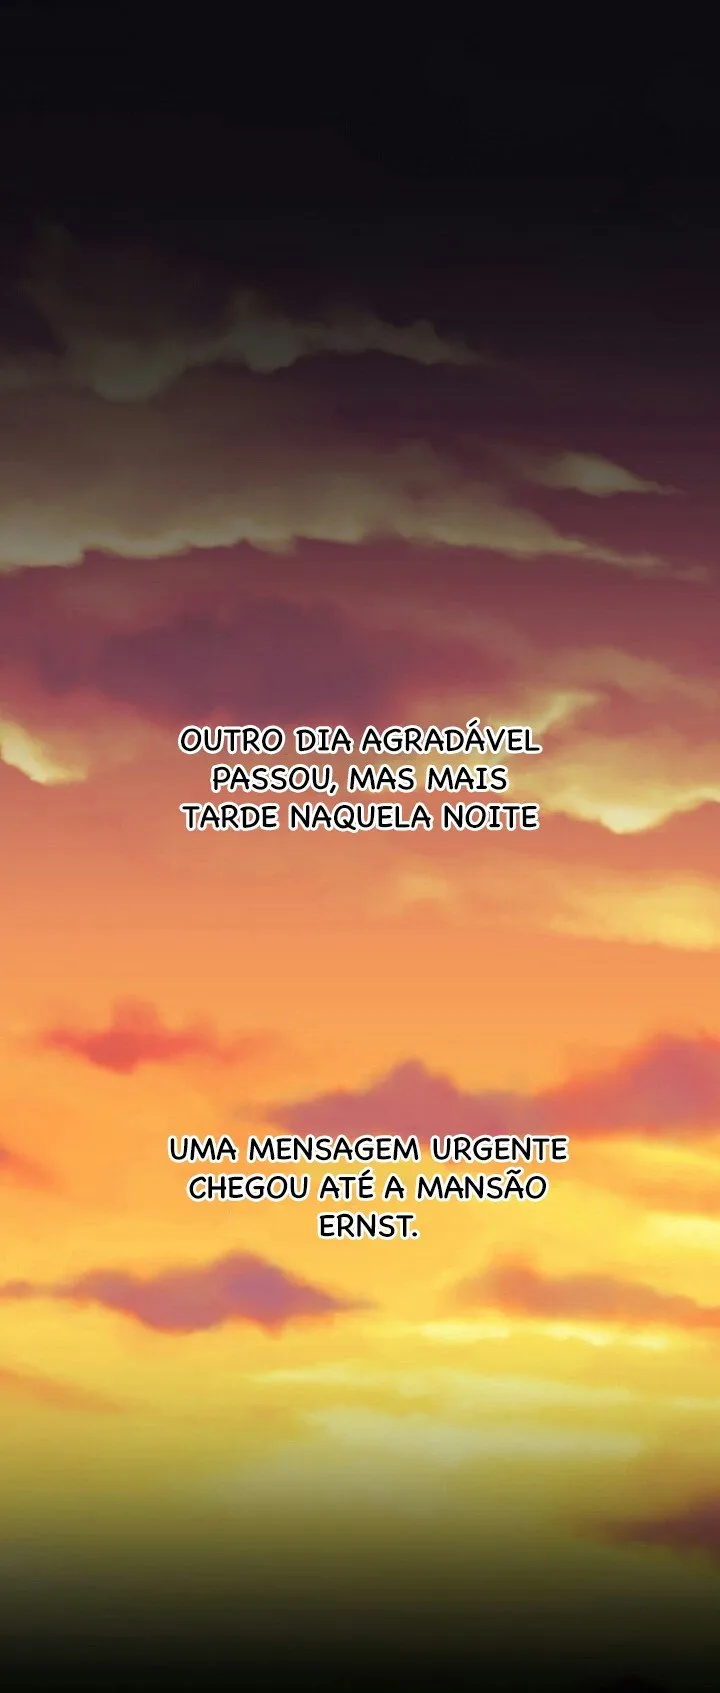 OUTRO DIA AGRADÁVEL
PASSOU, MAS MAIS
TARDE NAQUELA NOITE
UMA MENSAGEM URGENTE
CHEGOU ATÉ A MANSÃO
ERNST.